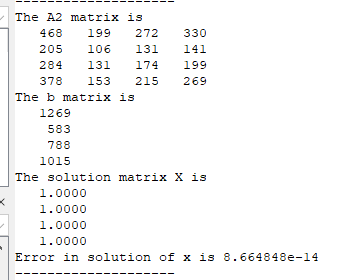 --------------------
The A2 matrix is
468 199 272 330
205 106 131 141
284 131 174 199
378 153 215 269
The b matrix is
1269
583
788
1015
The solution matrix X is
1.0000
1.0000
1.0000
1.0000
Error in solution of x is 8.664848e-14
--------------------